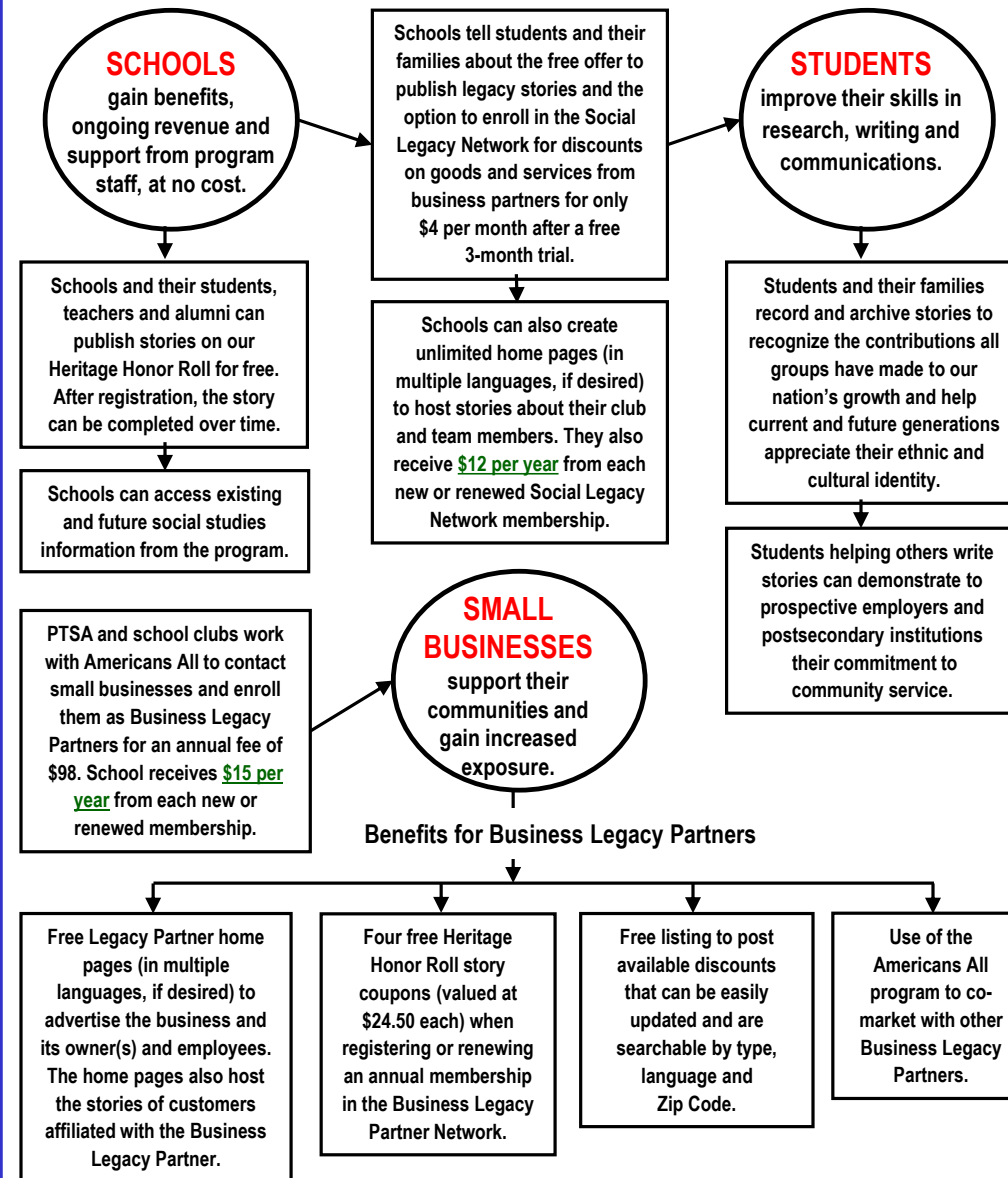 SCHOOLS
gain benefits,
ongoing revenue and
support from program
staff, at no cost.
Schools tell students and their
families about the free offer to
publish legacy stories and the
option to enroll in the Social
Legacy Network for discounts
on goods and services from
business partners for only
$4 per month after a free
3-month trial.
STUDENTS
improve their skills in
research, writing and
communications.
Schools and their students,
teachers and alumni can
publish stories on our
Heritage Honor Roll for free.
After registration, the story
can be completed over time.
Schools can access existing
and future social studies
information from the program.
Schools can also create
unlimited home pages (in
multiple languages, if desired)
to host stories about their club
and team members. They also
receive $12 per year from each
new or renewed Social Legacy
Network membership.
Students and their families
record and archive stories to
recognize the contributions all
groups have made to our
nation’s growth and help
current and future generations
appreciate their ethnic and
cultural identity.
Students helping others write
stories can demonstrate to
prospective employers and
postsecondary institutions
their commitment to
community service.
PTSA and school clubs work
with Americans All to contact
small businesses and enroll
them as Business Legacy
Partners for an annual fee of
$98. School receives $15 per
year from each new or
renewed membership.
SMALL
BUSINESSES
support their
communities and
gain increased
exposure.
Benefits for Business Legacy Partners
Free Legacy Partner home
pages (in multiple
languages, if desired) to
advertise the business and
its owner(s) and employees.
The home pages also host
the stories of customers
affiliated with the Business
Legacy Partner.
Four free Heritage
Honor Roll story
coupons (valued at
$24.50 each) when
registering or renewing
an annual membership
in the Business Legacy
Partner Network.
Free listing to post
available discounts
that can be easily
updated and are
searchable by type,
language and
Zip Code.
Use of the
Americans All
program to co-
market with other
Business Legacy
Partners.